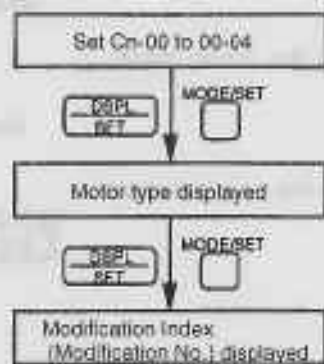 Set Cn-00 to 00-04
DSPL
SET
MODE/SET
Motor type displayed
DSPL
SET
MODE/SET
Modification Index
(Modification No.) displayed